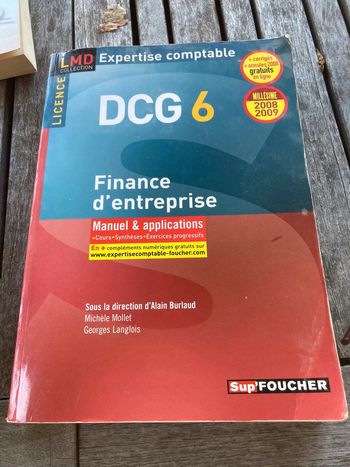 LICENCE
LMD
COLLECTION
Expertise comptable
+ corrigés
+ annales 2008
gratuits
en ligne
DCG 6
MILLÉSIME
2008
2009
Finance
d'entreprise
Manuel & applications
•Cours•Synthèses•Exercices progressifs
En + compléments numériques gratuits sur
www.expertisecomptable-foucher.com
Sous la direction d'Alain Burlaud
Michèle Mollet
Georges Langlois
Sup'FOUCHER